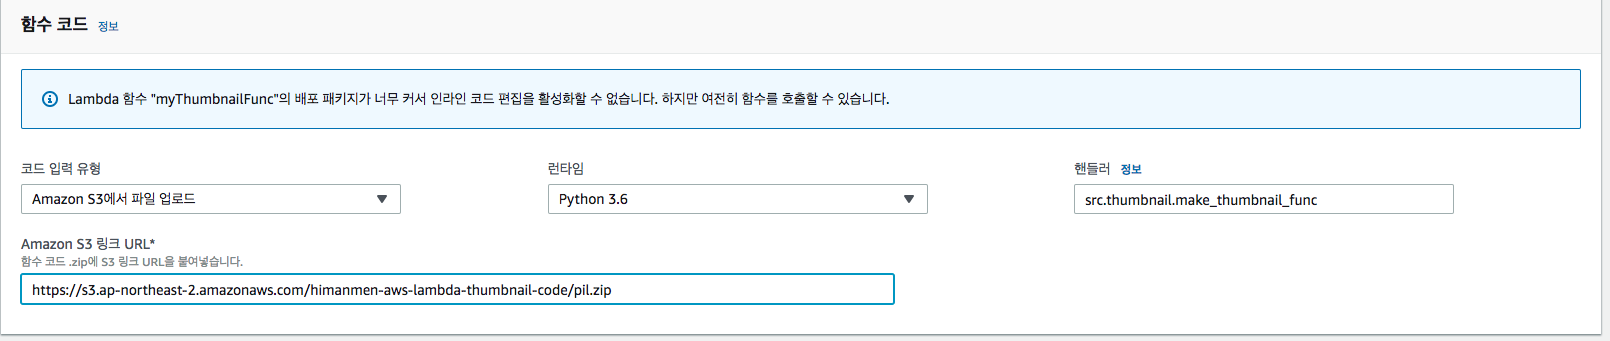 함수 코드 정보
Lambda 함수 "myThumbnailFunc"의 배포 패키지가 너무 커서 인라인 코드 편집을 활성화할 수 없습니다. 하지만 여전히 함수를 호출할 수 있습니다.
코드 입력 유형 런타임 핸들러 정보
Amazon S3에서 파일 업로드 Python 3.6 src.thumbnail.make_thumbnail_func
Amazon S3 링크 URL*
함수 코드 .zip에 S3 링크 URL을 붙여넣습니다.
https://s3.ap-northeast-2.amazonaws.com/himanmen-aws-lambda-thumbnail-code/pil.zip